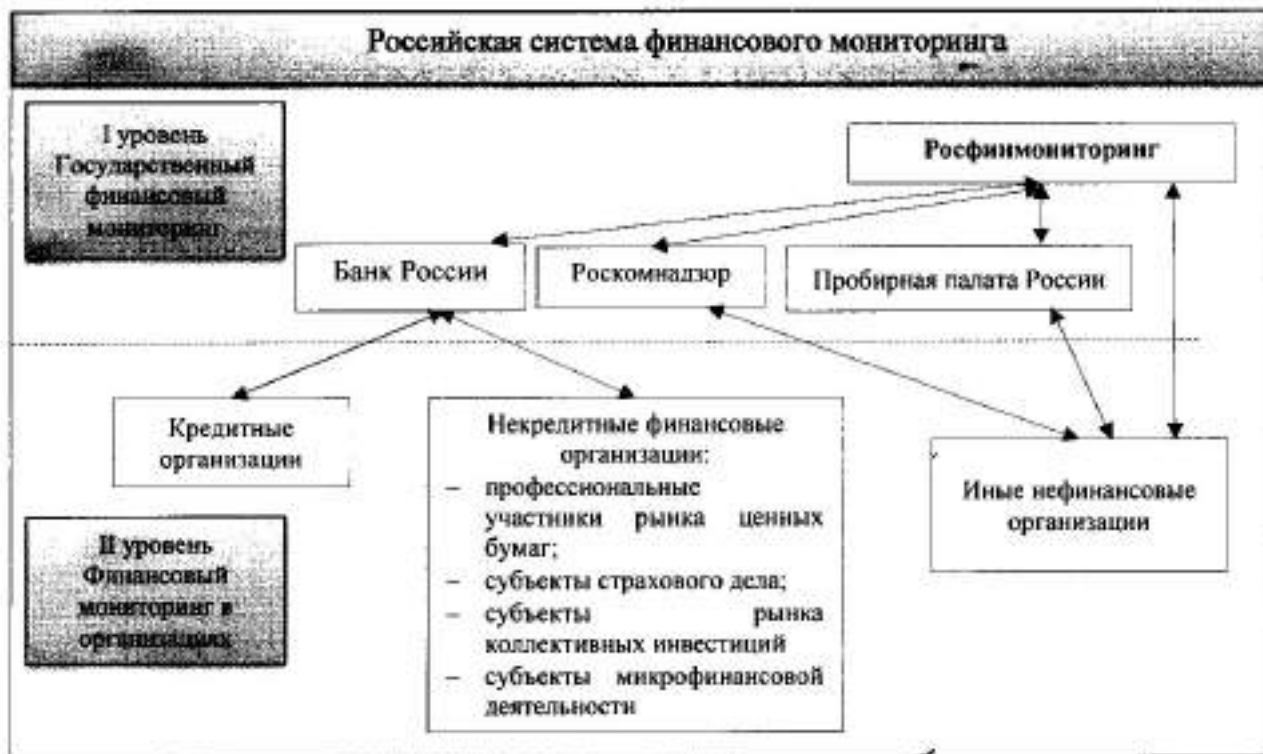 Российская система финансового мониторинга
I уровень
Государственный
финансовый
мониторинг
Росфинмониторинг
Банк России
Роскомнадзор
Пробирная палата России
Кредитные
организации
Некредитные финансовые
организации:
– профессиональные
участники рынка ценных
бумаг;
– субъекты страхового дела;
– субъекты рынка
коллективных инвестиций
– субъекты микрофинансовой
деятельности
Иные нефинансовые
организации
II уровень
Финансовый
мониторинг в
организациях